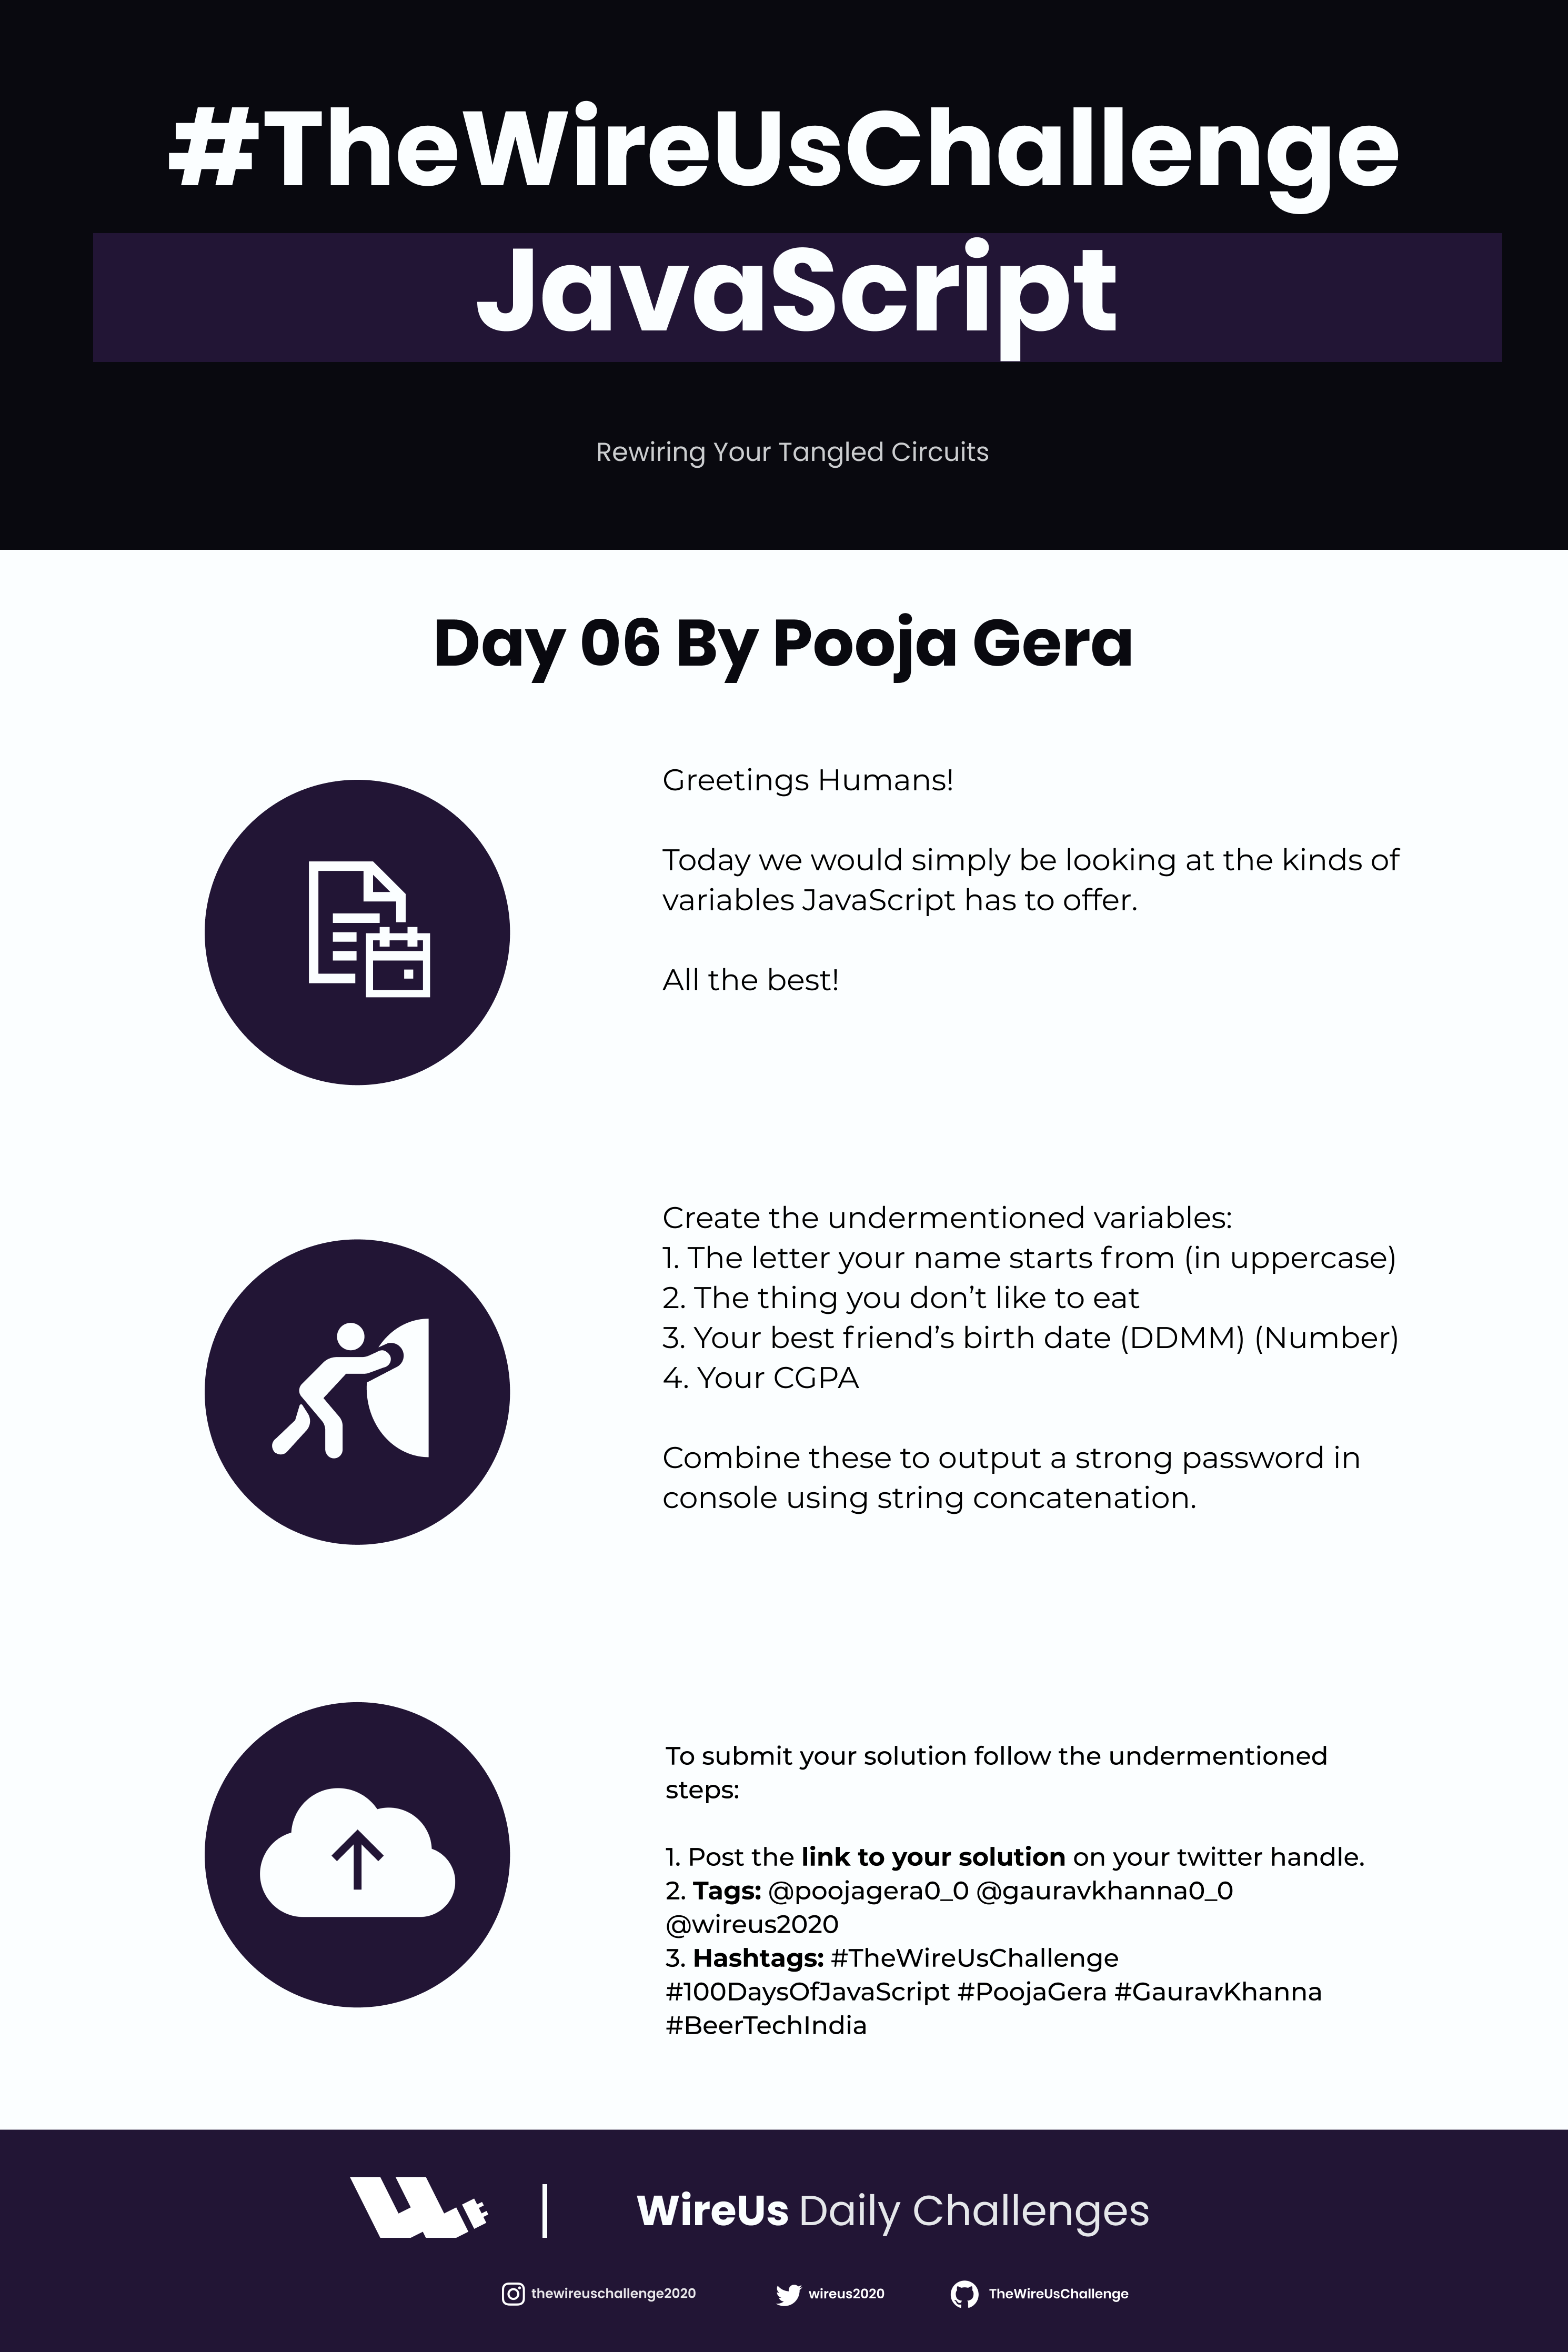 #TheWireUsChallenge
JavaScript
Rewiring Your Tangled Circuits
Day 06 By Pooja Gera
Greetings Humans!
Today we would simply be looking at the kinds of
variables JavaScript has to offer.
All the best!
Create the undermentioned variables:
1. The letter your name starts from (in uppercase)
2. The thing you don’t like to eat
3. Your best friend’s birth date (DDMM) (Number)
4. Your CGPA
Combine these to output a strong password in
console using string concatenation.
To submit your solution follow the undermentioned
steps:
1. Post the link to your solution on your twitter handle.
2. Tags: @poojagera0_0 @gauravkhanna0_0
@wireus2020
3. Hashtags: #TheWireUsChallenge
#100DaysOfJavaScript #PoojaGera #GauravKhanna
#BeerTechIndia
WireUs Daily Challenges
thewireuschallenge2020 wireus2020 TheWireUsChallenge